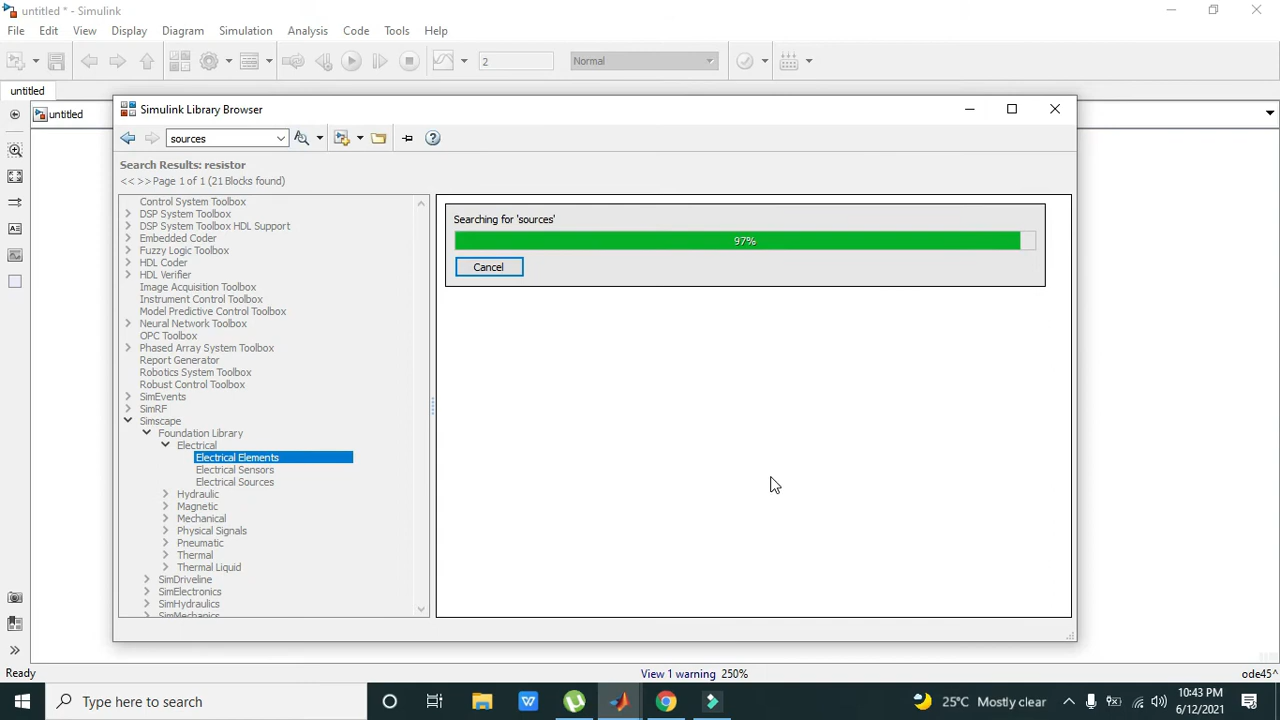 untitled * - Simulink
File Edit View Display Diagram Simulation Analysis Code Tools Help
2
Normal
untitled
untitled
Simulink Library Browser
sources
Search Results: resistor
<< >> Page 1 of 1 (21 Blocks found)
Control System Toolbox
DSP System Toolbox
DSP System Toolbox HDL Support
Embedded Coder
Fuzzy Logic Toolbox
HDL Coder
HDL Verifier
Image Acquisition Toolbox
Instrument Control Toolbox
Model Predictive Control Toolbox
Neural Network Toolbox
OPC Toolbox
Phased Array System Toolbox
Report Generator
Robotics System Toolbox
Robust Control Toolbox
SimEvents
SimRF
Simscape
Foundation Library
Electrical
Electrical Elements
Electrical Sensors
Electrical Sources
Hydraulic
Magnetic
Mechanical
Physical Signals
Pneumatic
Thermal
Thermal Liquid
SimDriveline
SimElectronics
SimHydraulics
SimMechanics
Searching for 'sources'
97%
Cancel
Ready
View 1 warning 250%
ode45^
Type here to search
25°C Mostly clear
10:43 PM
6/12/2021